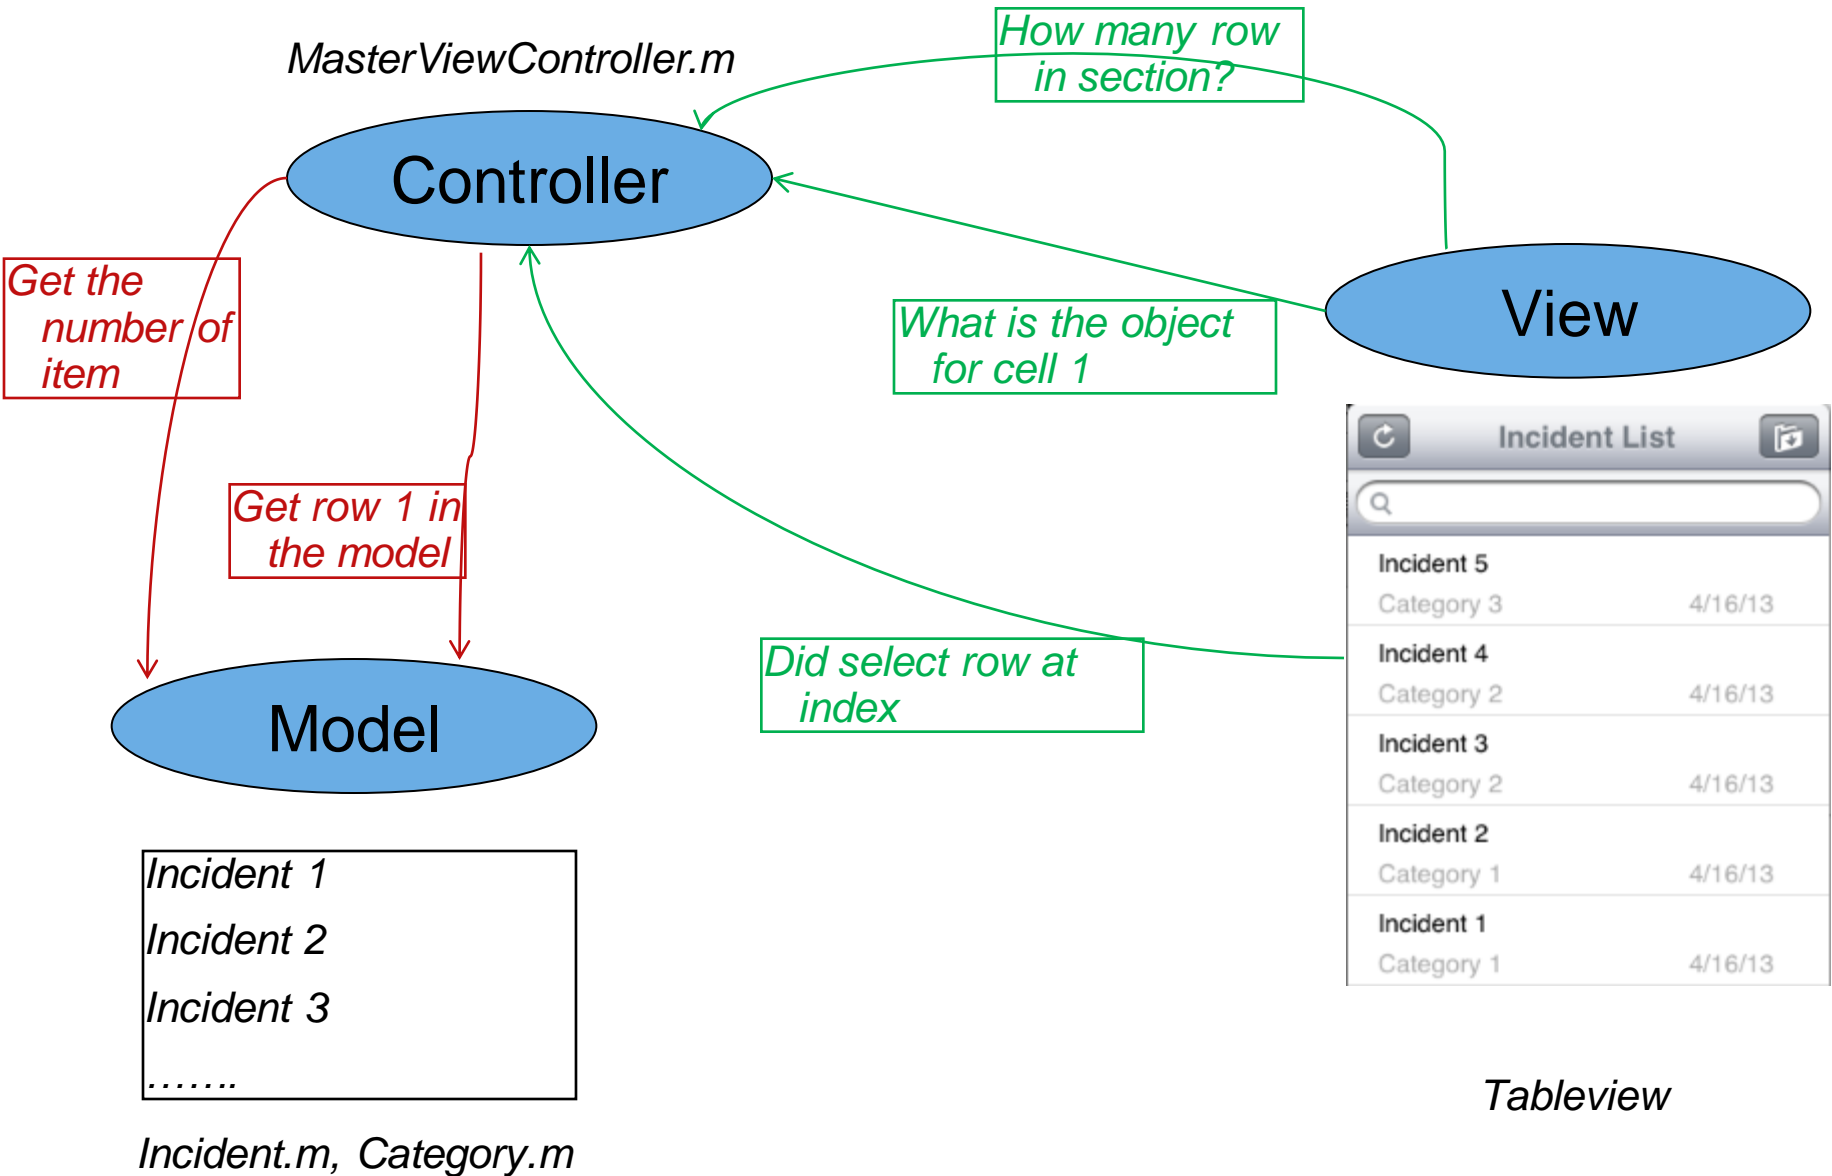 MasterViewController.m
How many row
in section?
Controller
Get the
number of
item
What is the object
for cell 1
View
Incident List
Get row 1 in
the model
Incident 5
Category 3 4/16/13
Incident 4
Category 2 4/16/13
Did select row at
index
Model
Incident 3
Category 2 4/16/13
Incident 2
Category 1 4/16/13
Incident 1
Category 1 4/16/13
Incident 1
Incident 2
Incident 3
…….
Tableview
Incident.m, Category.m